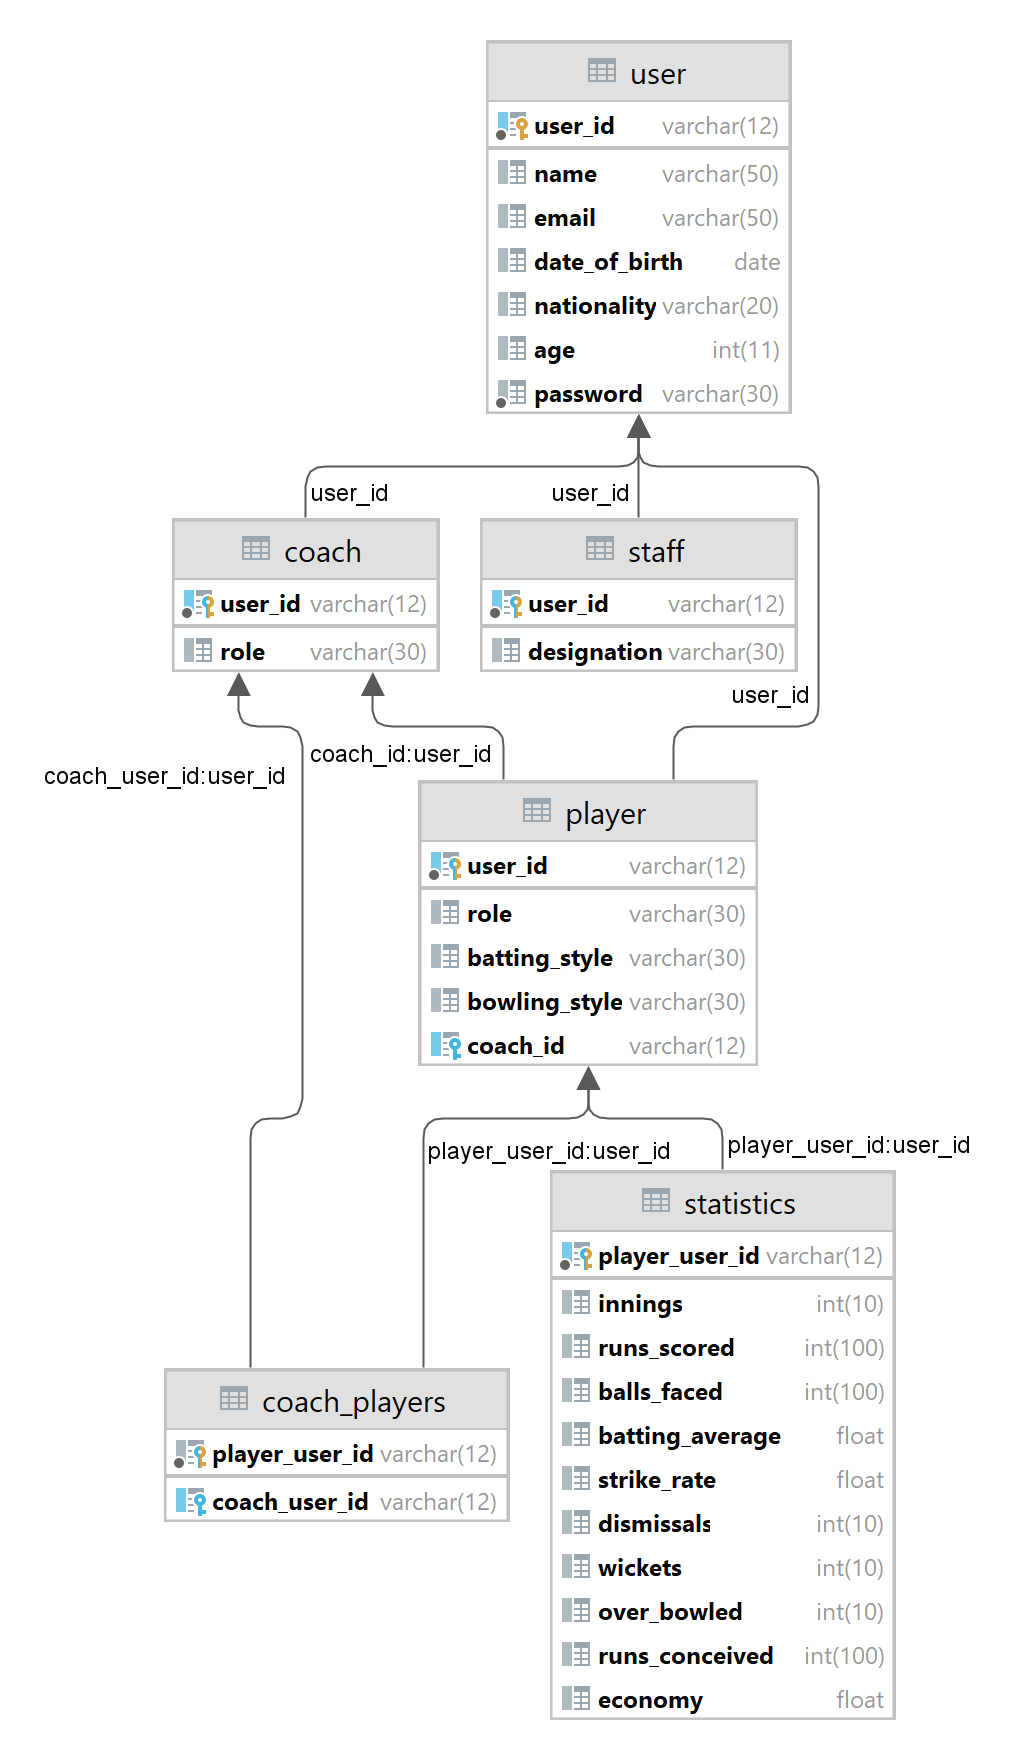 user
user_id varchar(12)
name varchar(50)
email varchar(50)
date_of_birth date
nationality varchar(20)
age int(11)
password varchar(30)
user_id
user_id
coach
user_id varchar(12)
role varchar(30)
staff
user_id varchar(12)
designation varchar(30)
user_id
coach_id:user_id
coach_user_id:user_id
player
user_id varchar(12)
role varchar(30)
batting_style varchar(30)
bowling_style varchar(30)
coach_id varchar(12)
player_user_id:user_id
player_user_id:user_id
statistics
player_user_id varchar(12)
innings int(10)
runs_scored int(100)
balls_faced int(100)
batting_average float
strike_rate float
dismissals int(10)
wickets int(10)
over_bowled int(10)
runs_conceived int(100)
economy float
coach_players
player_user_id varchar(12)
coach_user_id varchar(12)